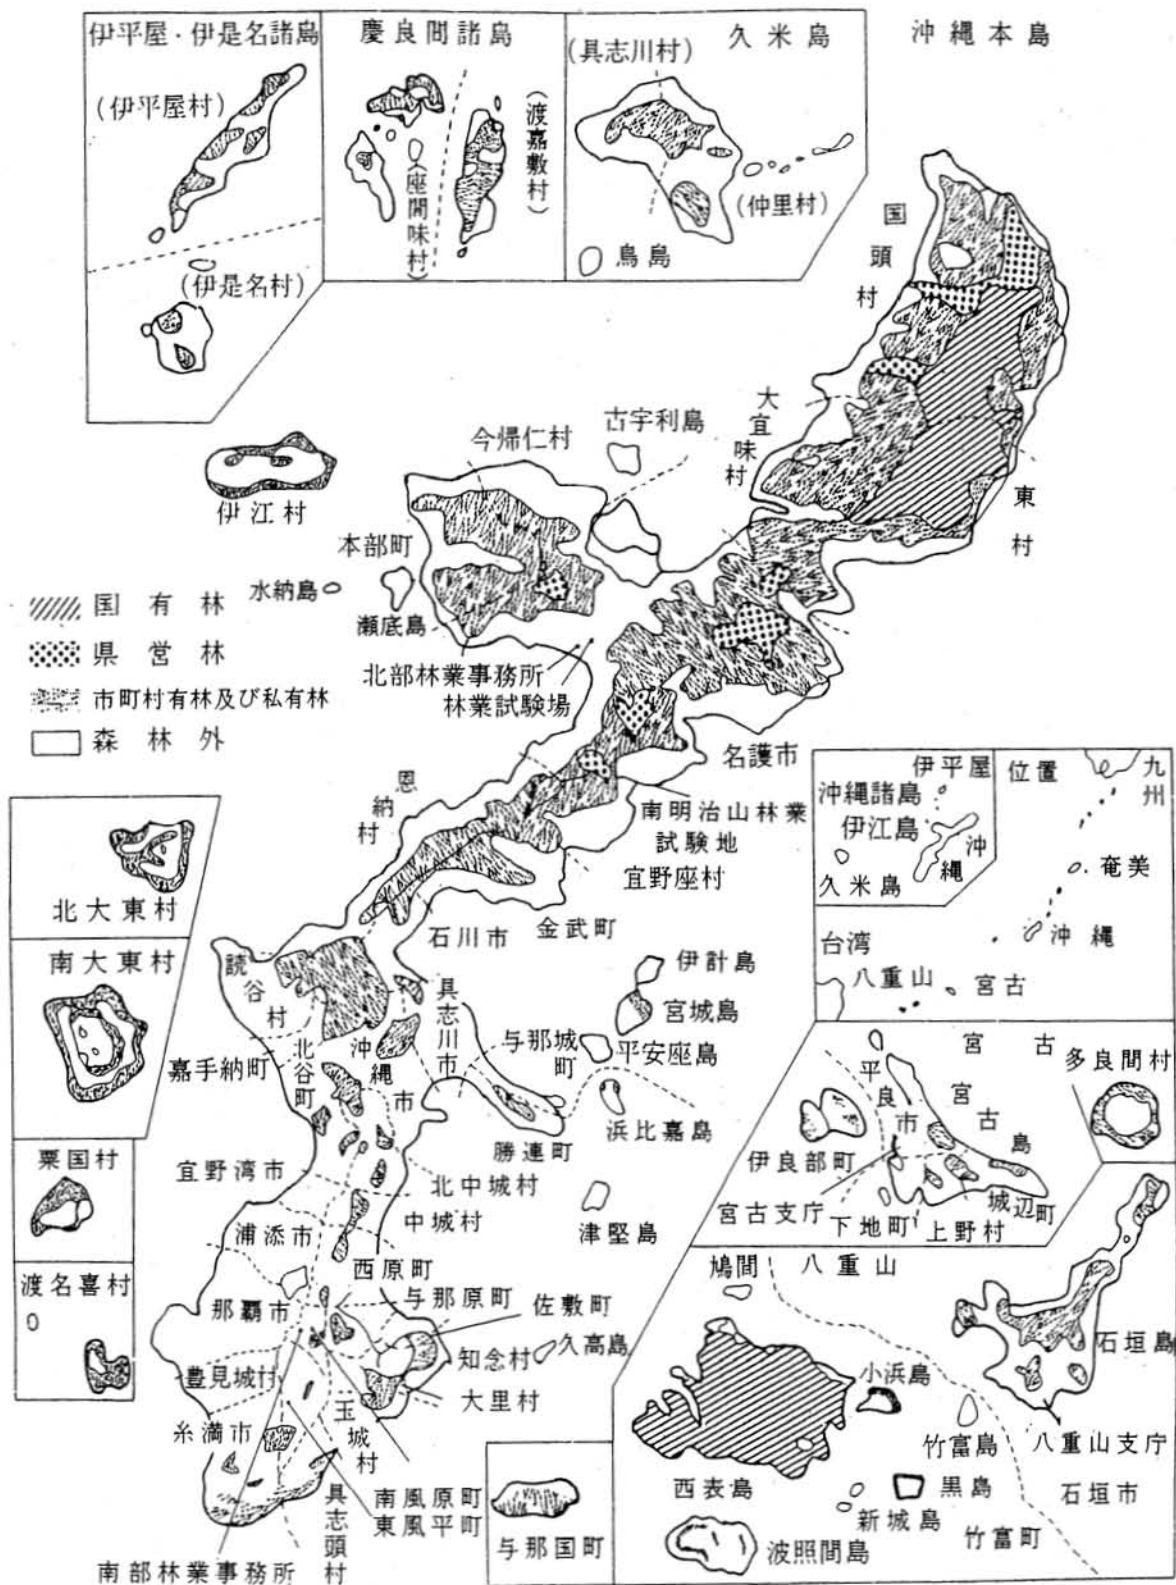 伊平屋・伊是名諸島
(伊平屋村)
(伊是名村)
慶良間諸島
(渡嘉敷村)
(座間味村)
久米島
(具志川村)
(仲里村)
鳥島
沖縄本島
国頭村
大宜味村
東村
古宇利島
今帰仁村
伊江村
本部町
水納島
瀬底島
国有林
県営林
市町村有林及び私有林
森林外
北部林業事務所
林業試験場
名護市
南明治山林業
試験地
宜野座村
恩納村
金武町
石川市
北大東村
南大東村
粟国村
渡名喜村
読谷村
嘉手納町
北谷町
沖縄市
具志川市
与那城町
伊計島
宮城島
平安座島
浜比嘉島
勝連町
津堅島
宜野湾市
北中城村
中城村
浦添市
西原町
那覇市
与那原町
佐敷町
知念村
久高島
大里村
豊見城村
玉城村
糸満市
南風原町
東風平町
具志頭村
南部林業事務所
与那国町
伊平屋
沖縄諸島
伊江島
沖縄
久米島
位置
九州
奄美
沖縄
台湾
八重山
宮古
宮古
平良市
宮古島
多良間村
伊良部町
宮古支庁
下地町
上野村
城辺町
鳩間
八重山
石垣島
小浜島
竹富島
八重山支庁
西表島
黒島
石垣市
新城島
竹富町
波照間島